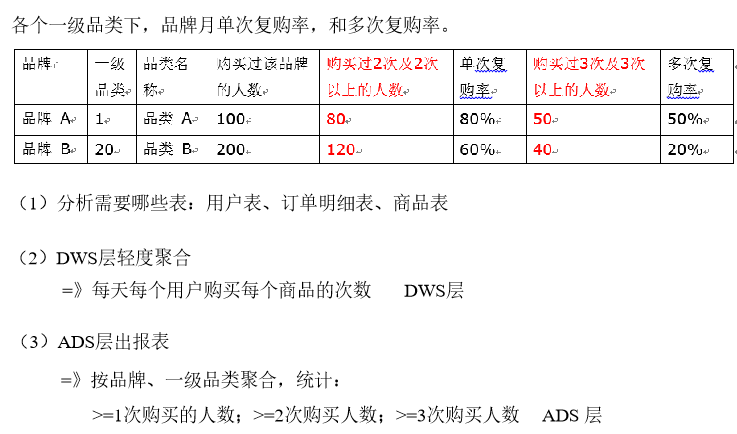 各个一级品类下，品牌月单次复购率，和多次复购率。
品牌 一级品类 品类名称 购买过该品牌的人数 购买过2次及2次以上的人数 单次复购率 购买过3次及3次以上的人数 多次复购率
品牌 A 1 品类 A 100 80 80% 50 50%
品牌 B 20 品类 B 200 120 60% 40 20%
（1）分析需要哪些表：用户表、订单明细表、商品表
（2）DWS层轻度聚合
=》每天每个用户购买每个商品的次数 DWS层
（3）ADS层出报表
=》按品牌、一级品类聚合，统计：
>=1次购买的人数；>=2次购买人数；>=3次购买人数 ADS 层